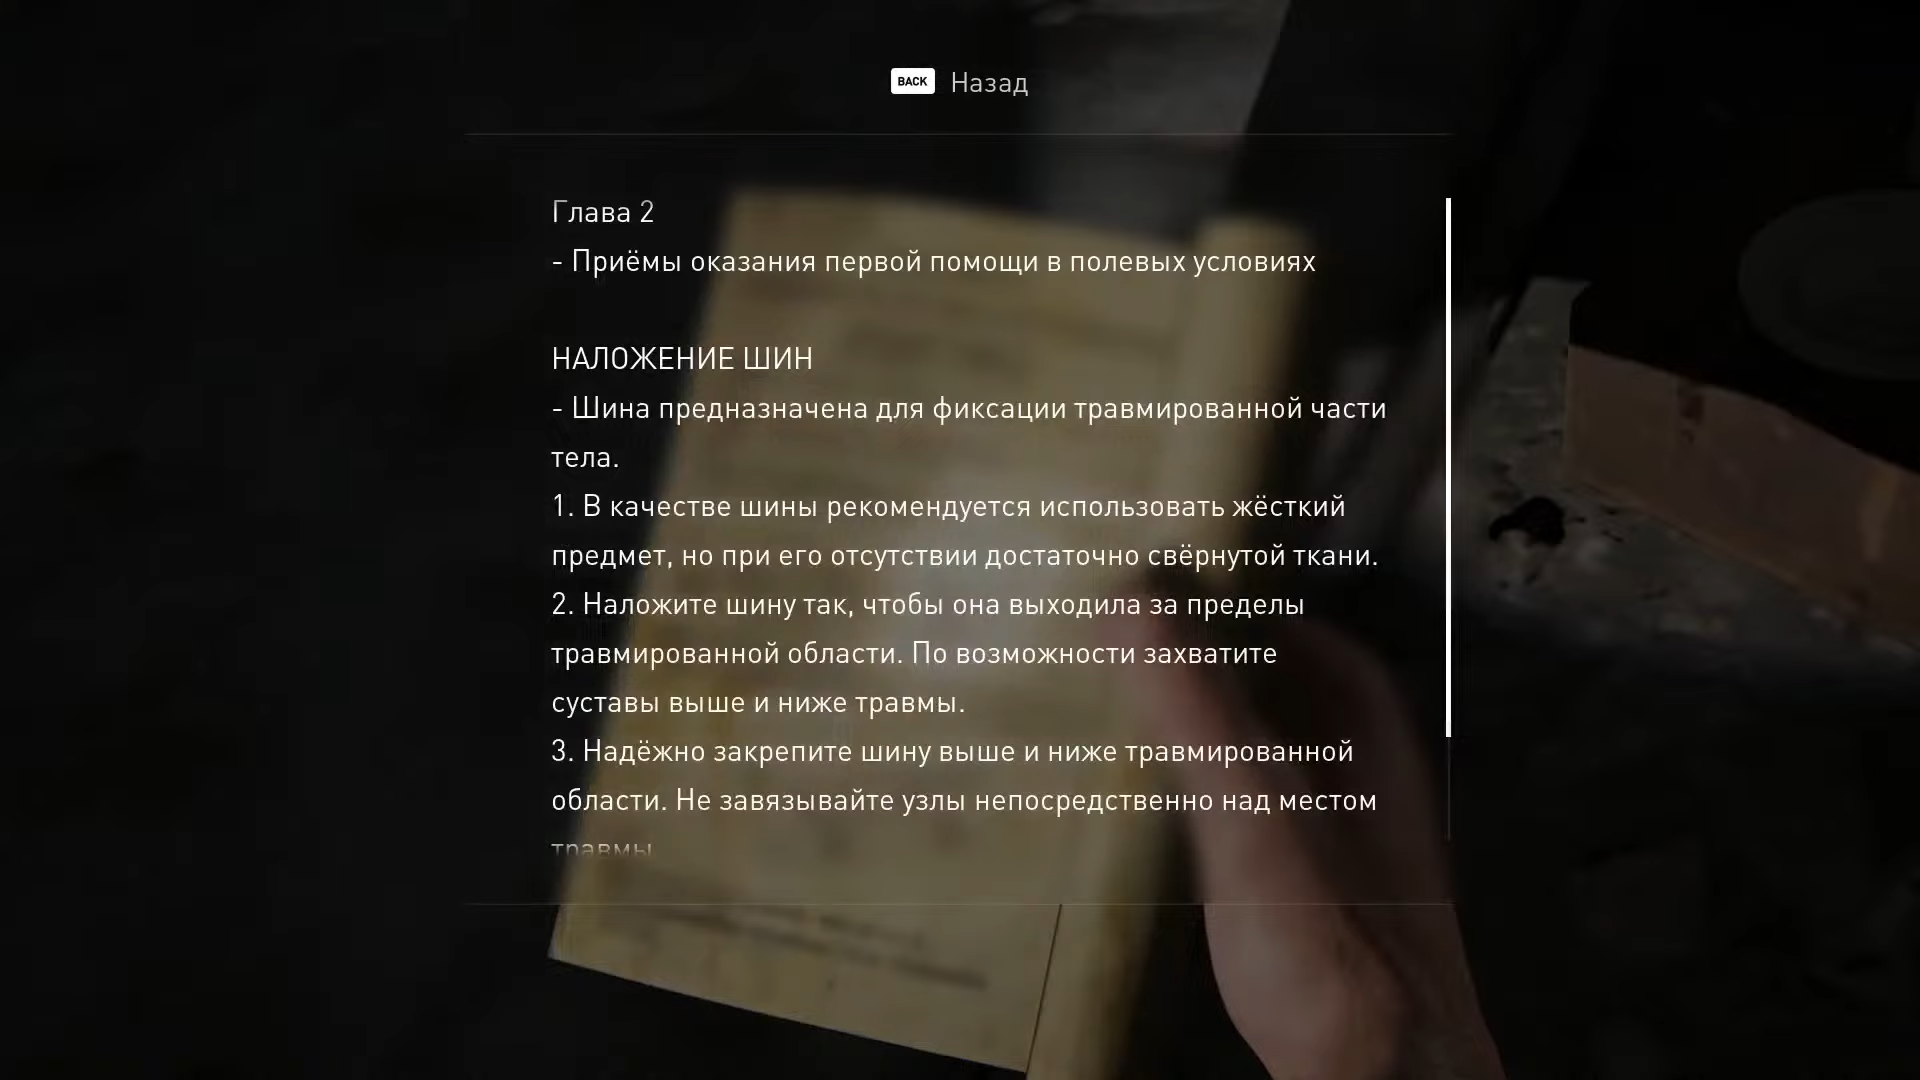 BACK Назад
Глава 2
- Приёмы оказания первой помощи в полевых условиях
НАЛОЖЕНИЕ ШИН
- Шина предназначена для фиксации травмированной части
тела.
1. В качестве шины рекомендуется использовать жёсткий
предмет, но при его отсутствии достаточно свёрнутой ткани.
2. Наложите шину так, чтобы она выходила за пределы
травмированной области. По возможности захватите
суставы выше и ниже травмы.
3. Надёжно закрепите шину выше и ниже травмированной
области. Не завязывайте узлы непосредственно над местом
травмы